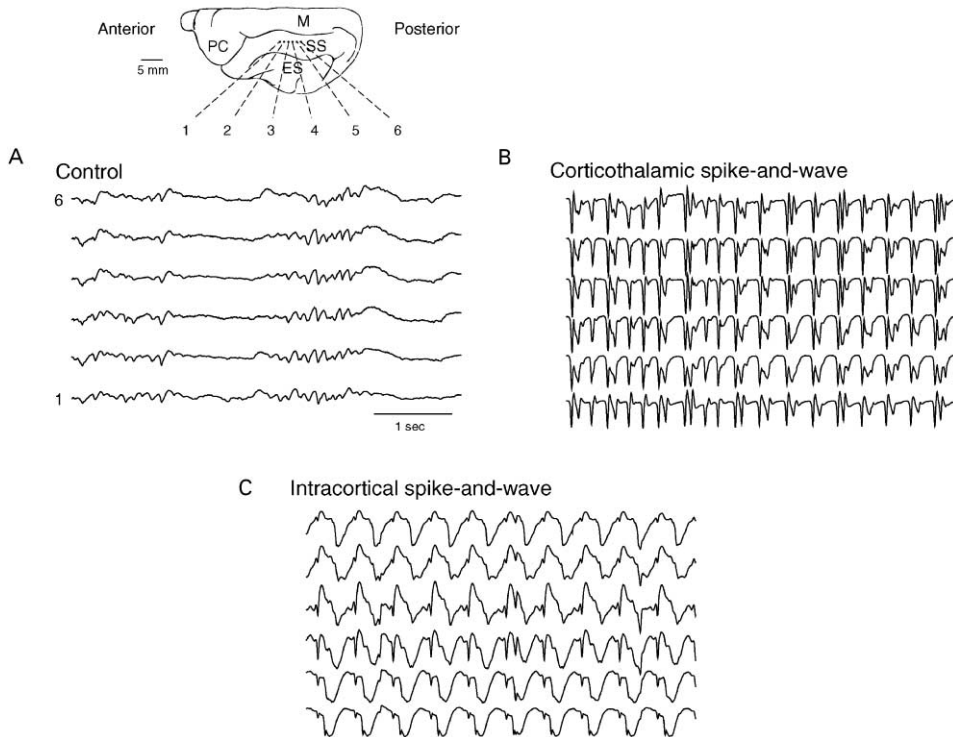 Anterior
M
Posterior
PC
SS
5 mm
ES
1 2 3 4 5 6
A
Control
6
1
1 sec
B
Corticothalamic spike-and-wave
C
Intracortical spike-and-wave